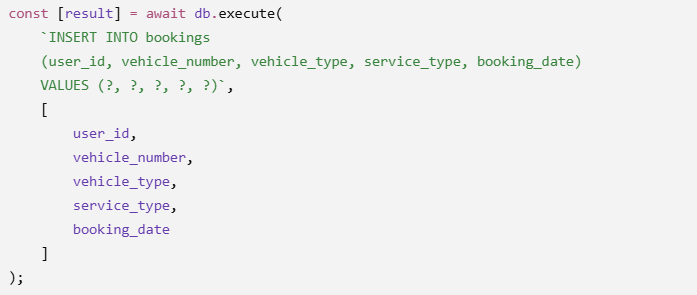 const [result] = await db.execute(
    `INSERT INTO bookings
    (user_id, vehicle_number, vehicle_type, service_type, booking_date)
    VALUES (?, ?, ?, ?, ?)`,
    [
        user_id,
        vehicle_number,
        vehicle_type,
        service_type,
        booking_date
    ]
);